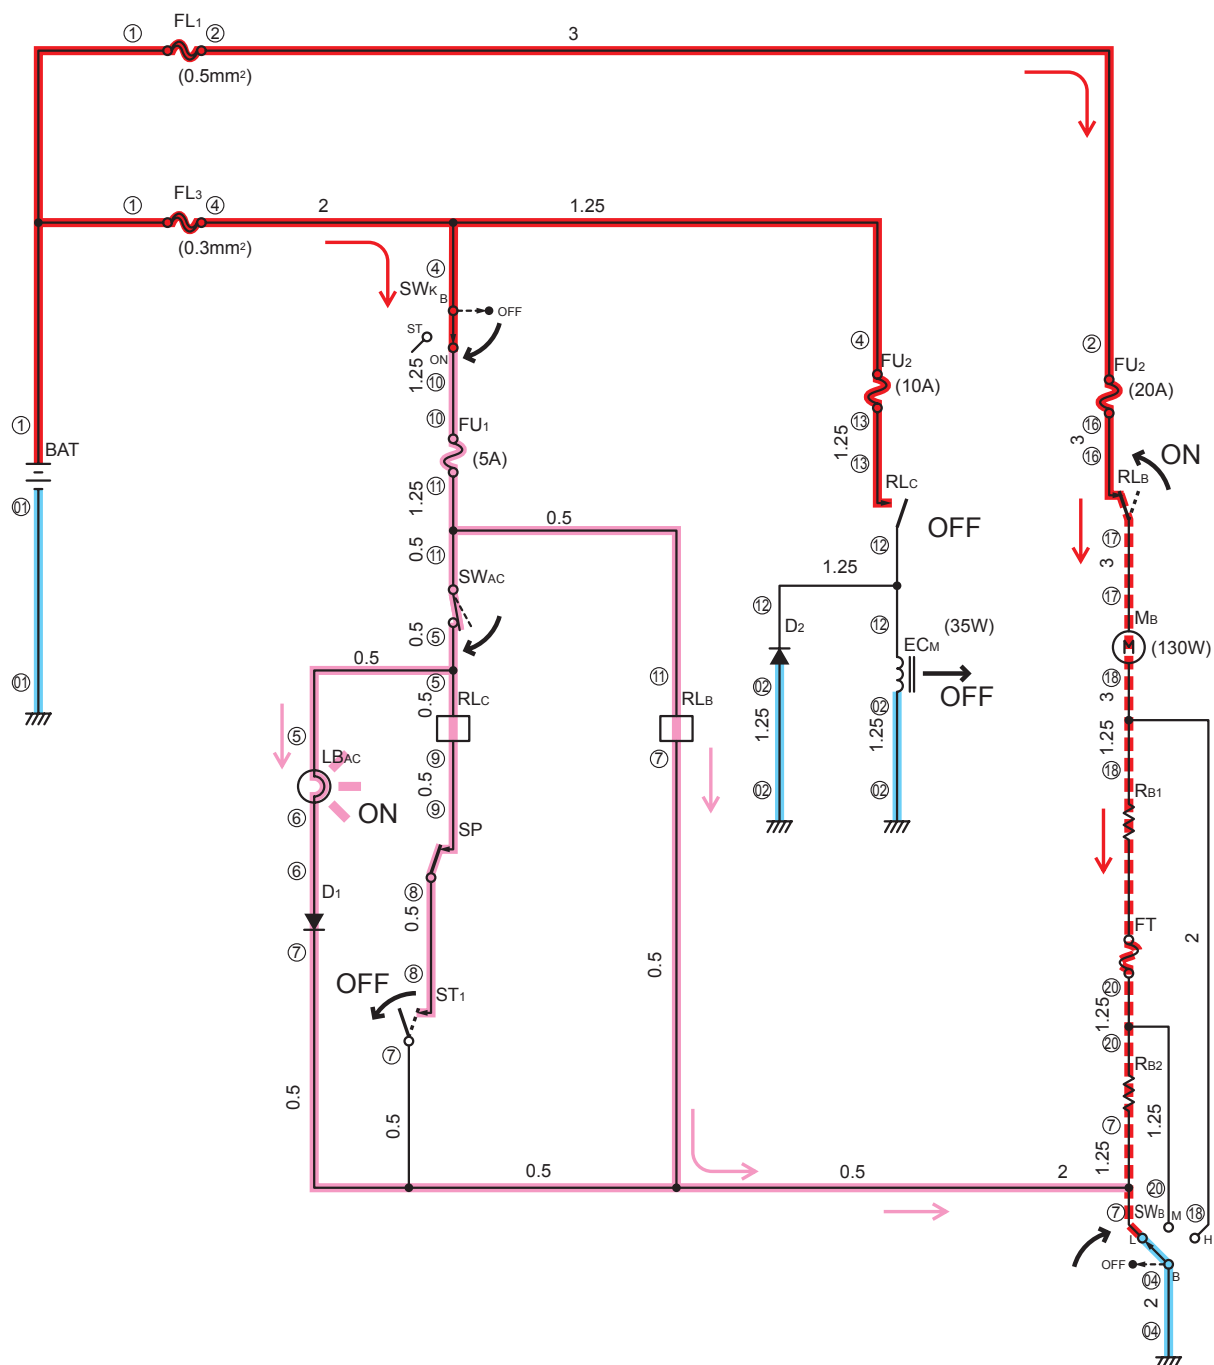 FL1
① ② 3
(0.5mm²)
FL3
① ④ 2 1.25
(0.3mm²)
④
SWK B
OFF
ST
ON
1.25
⑩
⑩
FU1
(5A)
⑪
1.25
④
FU2
(10A)
⑬
1.25
⑬
RLC
OFF
②
FU2
(20A)
⑯
3
⑯
RLB
ON
①
BAT
01
01
0.5
0.5
⑪
SWAC
0.5
⑤
0.5
⑤
0.5
RLC
⑨
0.5
⑨
SP
⑤
LBAC
⑥
ON
⑥
D1
⑦
⑧
0.5
⑧
OFF
ST1
⑦
0.5
0.5
⑪
RLB
⑦
0.5
⑫
1.25
⑫
D2
02
1.25
02
⑫
(35W)
ECM
OFF
02
1.25
02
⑰
3
⑰
MB
M
(130W)
⑱
3
1.25
⑱
RB1
2
FT
⑳
1.25
⑳
RB2
⑦
1.25
1.25
0.5 0.5 2
⑳
⑦ SWB M ⑱
L H
OFF
B
04
2
04